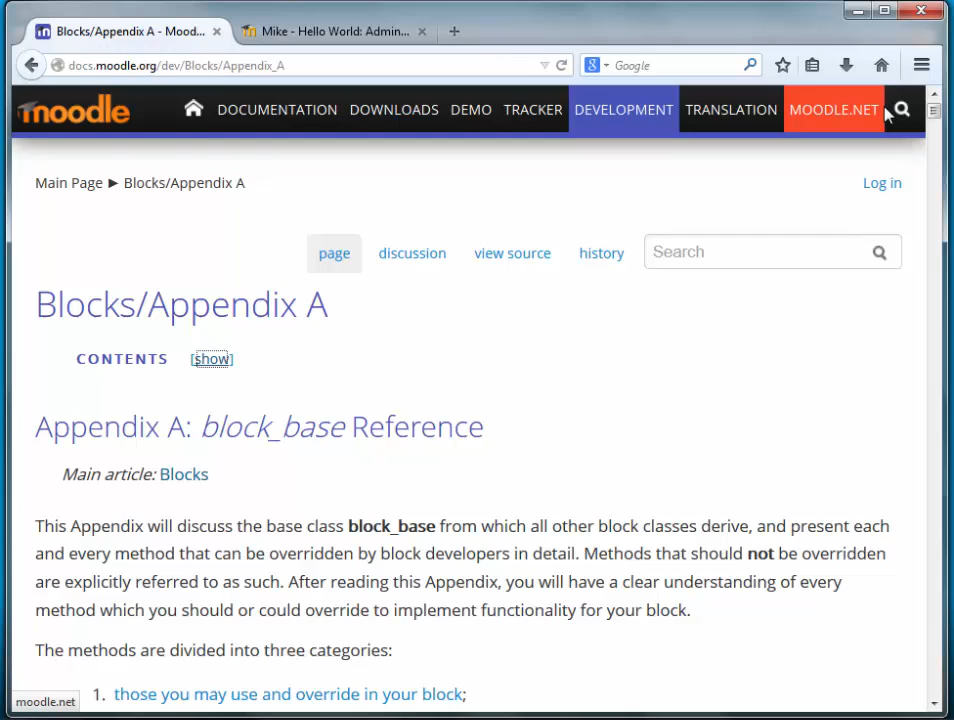 Blocks/Appendix A - Mood...
Mike - Hello World: Admin...
docs.moodle.org/dev/Blocks/Appendix_A
Google
moodle
DOCUMENTATION DOWNLOADS DEMO TRACKER DEVELOPMENT TRANSLATION MOODLE.NET
Main Page ► Blocks/Appendix A
Log in
page discussion view source history Search
Blocks/Appendix A
CONTENTS [show]
Appendix A: block_base Reference
Main article: Blocks
This Appendix will discuss the base class block_base from which all other block classes derive, and present each
and every method that can be overridden by block developers in detail. Methods that should not be overridden
are explicitly referred to as such. After reading this Appendix, you will have a clear understanding of every
method which you should or could override to implement functionality for your block.
The methods are divided into three categories:
1. those you may use and override in your block;
moodle.net